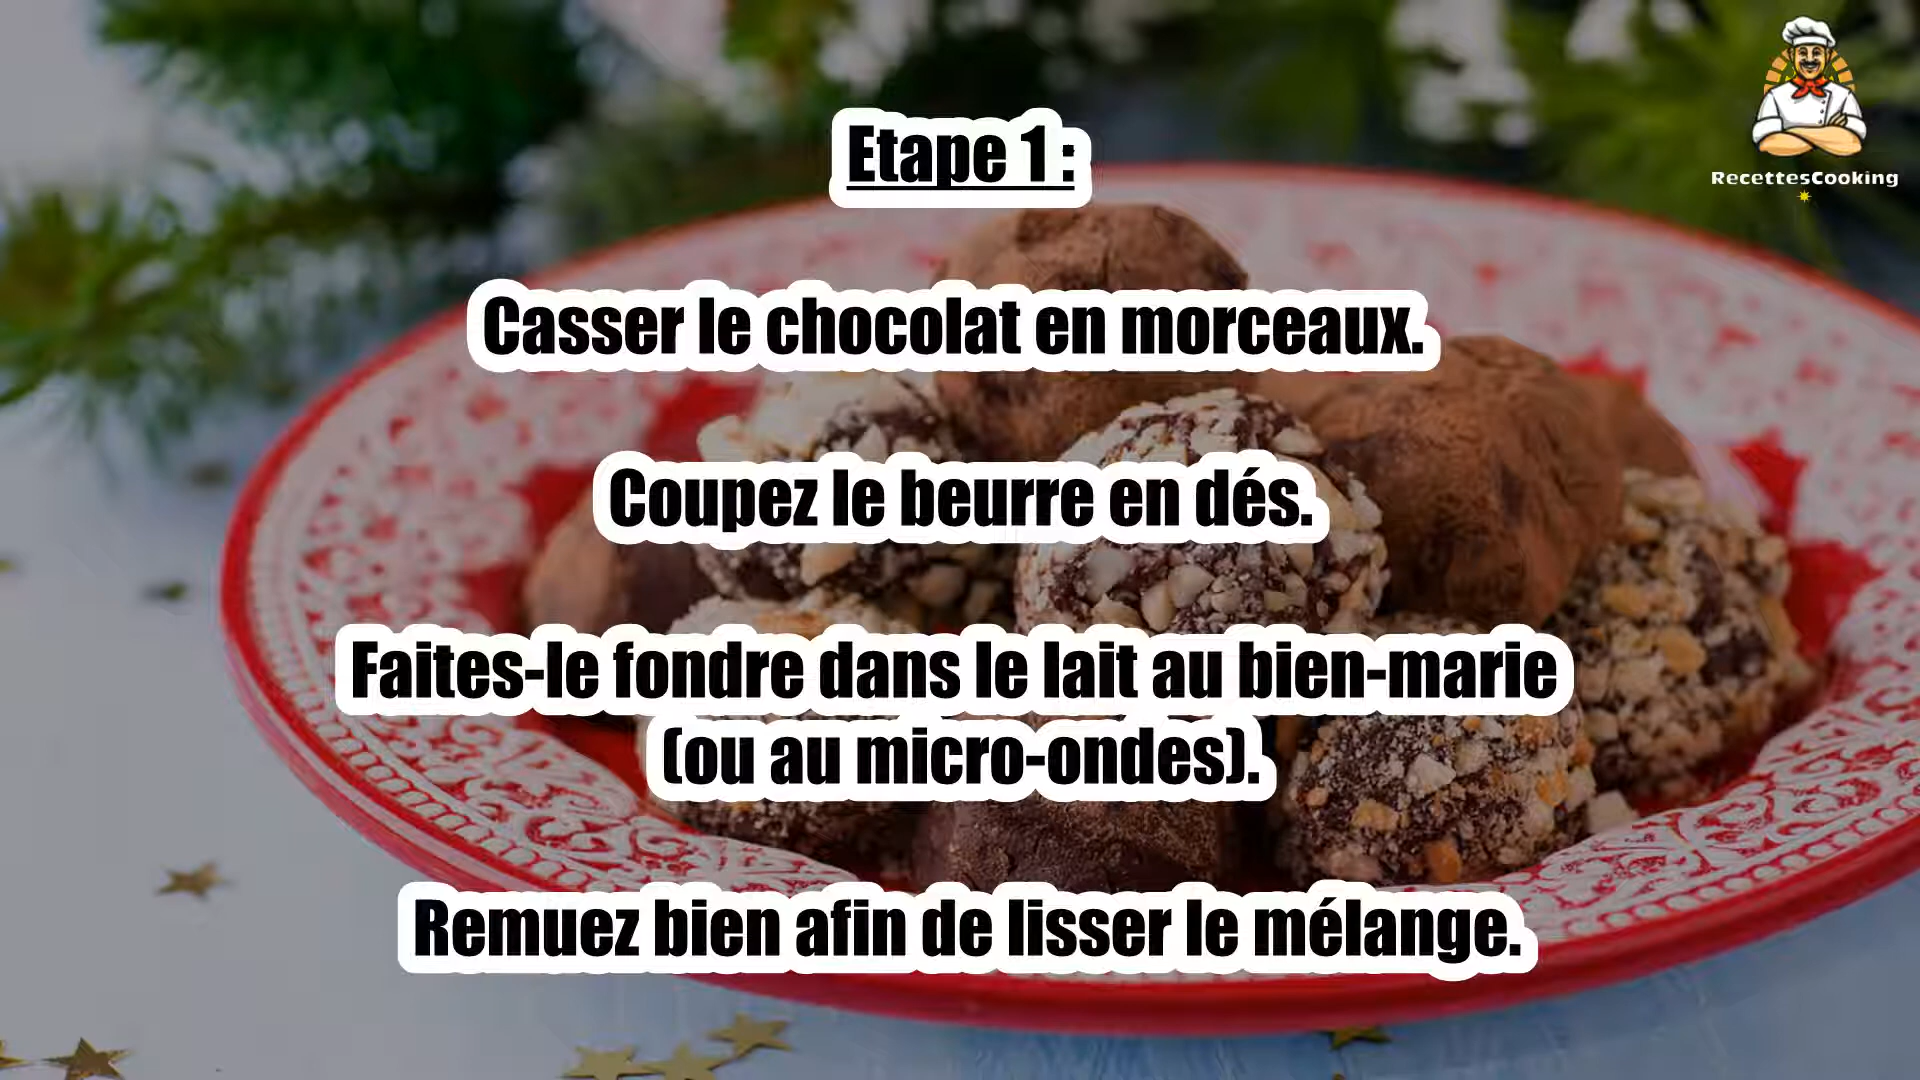 Etape 1 :
RecettesCooking
Casser le chocolat en morceaux.
Coupez le beurre en dés.
Faites-le fondre dans le lait au bien-marie
(ou au micro-ondes).
Remuez bien afin de lisser le mélange.